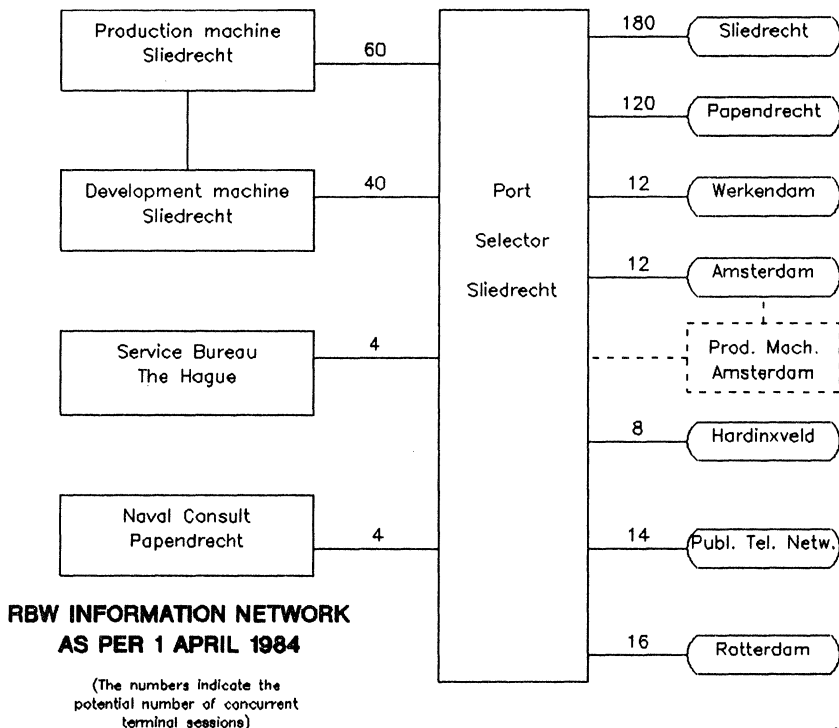 Production machine
Sliedrecht
60
Development machine
Sliedrecht
40
Service Bureau
The Hague
4
Naval Consult
Papendrecht
4
Port
Selector
Sliedrecht
180
Sliedrecht
120
Papendrecht
12
Werkendam
12
Amsterdam
Prod. Mach.
Amsterdam
8
Hardinxveld
14
Publ. Tel. Netw.
16
Rotterdam
RBW INFORMATION NETWORK
AS PER 1 APRIL 1984
(The numbers indicate the
potential number of concurrent
terminal sessions)